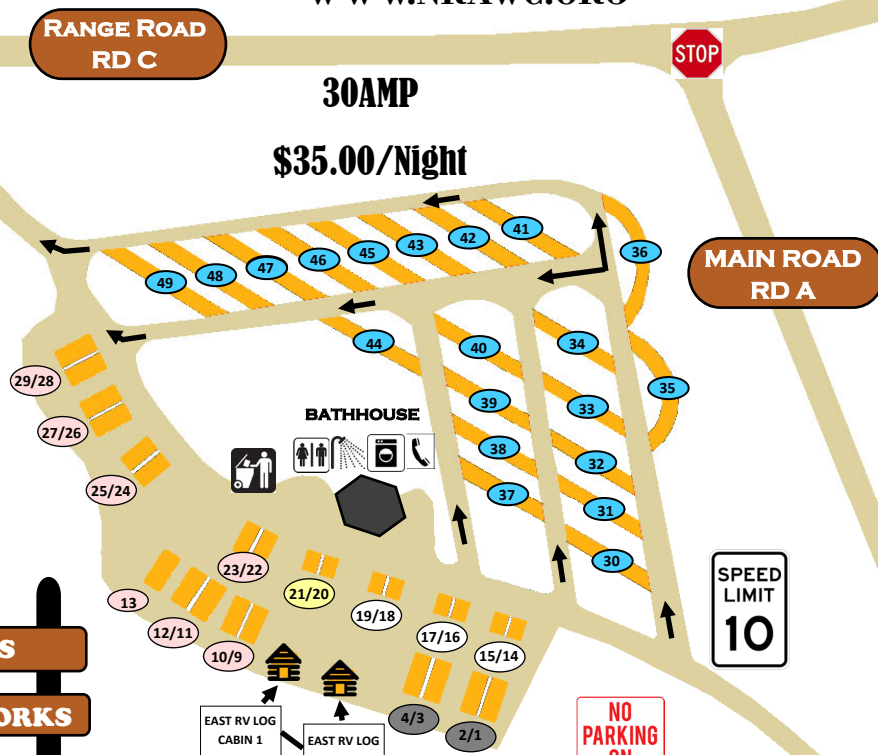 RANGE ROAD
RD C
STOP
30AMP
$35.00/Night
MAIN ROAD
RD A
41
42
43
45
46
47
48
49
36
44
40
34
35
39
33
38
32
37
31
30
29/28
27/26
25/24
BATHHOUSE
23/22
21/20
19/18
17/16
15/14
13
12/11
10/9
4/3
2/1
SPEED
LIMIT
10
EAST RV LOG
CABIN 1
EAST RV LOG
NO
PARKING
ON